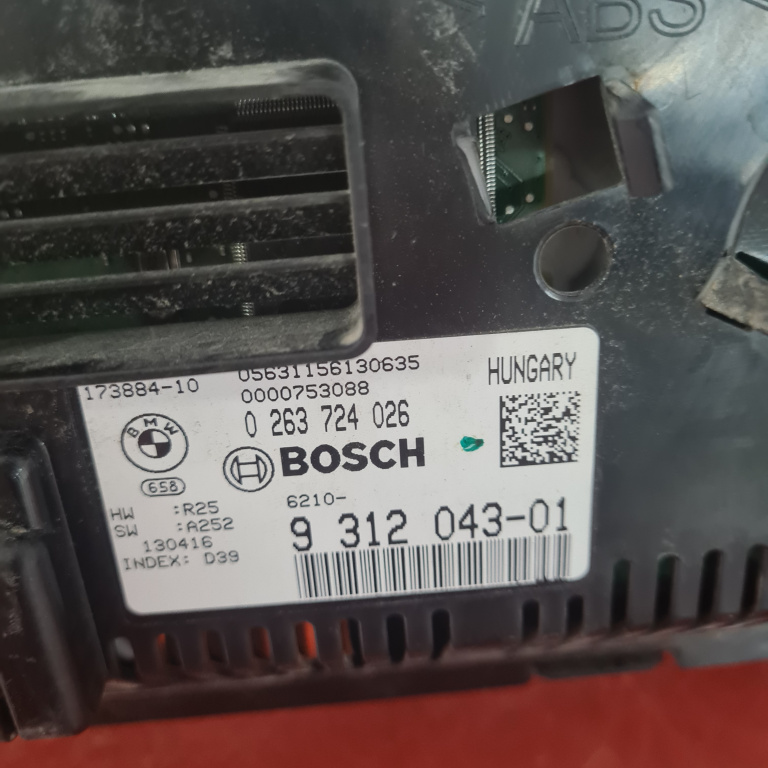 ABS
05631156130635
173884-10
0000753088
HUNGARY
0 263 724 026
BMW
BOSCH
658
6210-
HW :R25
SW :A252
9 312 043-01
130416
INDEX: D39